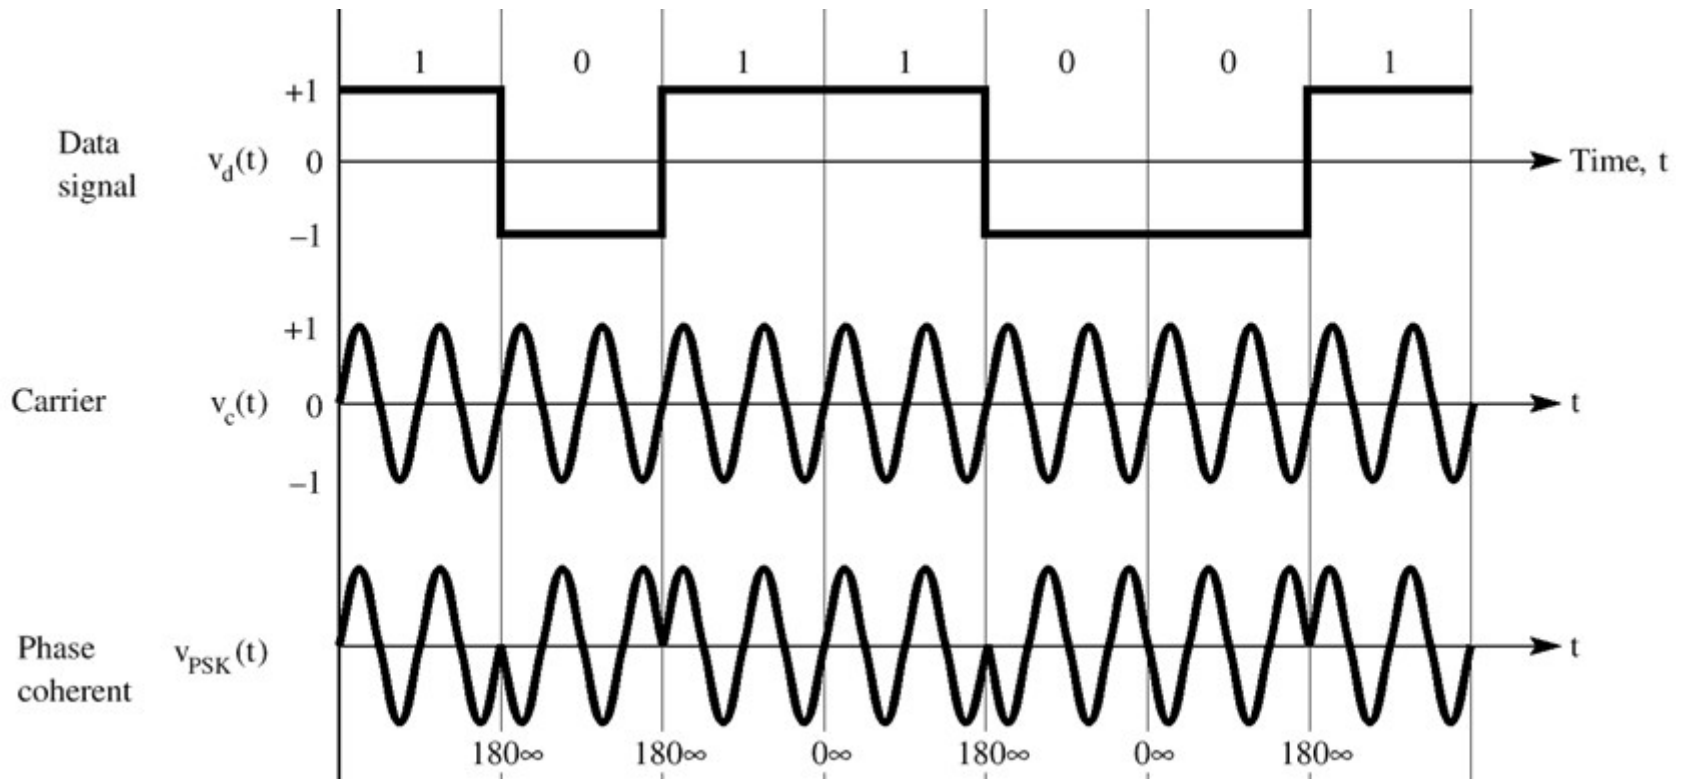 1 0 1 1 0 0 1
+1
Data
signal
v_d(t) 0
Time, t
–1
+1
Carrier
v_c(t) 0
t
–1
Phase
coherent
v_PSK(t)
t
180∞ 180∞ 0∞ 180∞ 0∞ 180∞